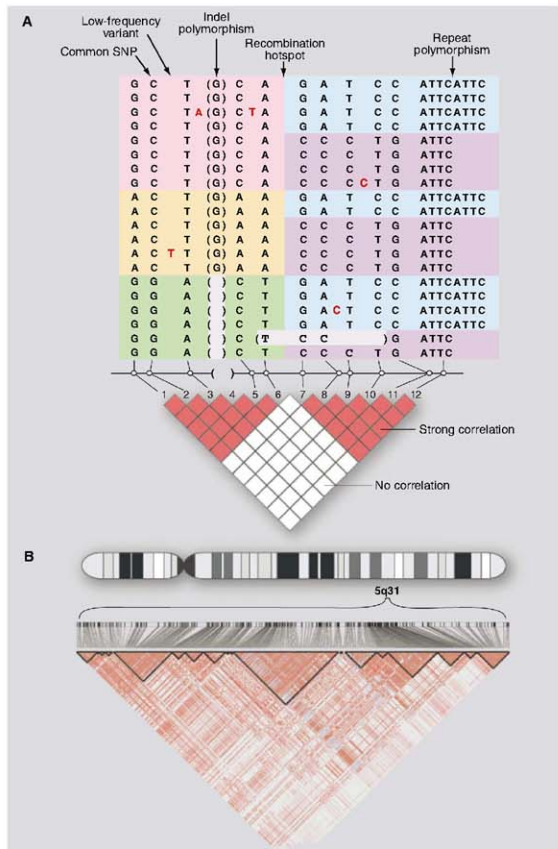 A
Indel
polymorphism
Low-frequency
variant
Recombination
hotspot
Repeat
polymorphism
Common SNP
G C T (G) C A G A T C C ATTCATTC
G C T (G) C A G A T C C ATTCATTC
G C T A (G) C T A G A T C C ATTCATTC
G C T (G) C A G A T C C ATTCATTC
G C T (G) C A C C C T G ATTC
G C T (G) C A C C C T G ATTC
G C T (G) C A C C C T G ATTC
G C T (G) C A C C C C T G ATTC
A C T (G) A A G A T C C ATTCATTC
A C T (G) A A G A T C C ATTCATTC
A C T (G) A A C C C T G ATTC
A C T (G) A A C C C T G ATTC
A C T T (G) A A C C C T G ATTC
A C T (G) A A C C C T G ATTC
G G A ( ) C T G A T C C ATTCATTC
G G A ( ) C T G A T C C ATTCATTC
G G A ( ) C T G A C T C C ATTCATTC
G G A ( ) C T G A T C C ATTCATTC
G G A ( ) C (T C C )G ATTC
G G A ( ) C T C C C T G ATTC
( )
1 2 3 4 5 6 7 8 9 10 11 12
Strong correlation
No correlation
B
5q31